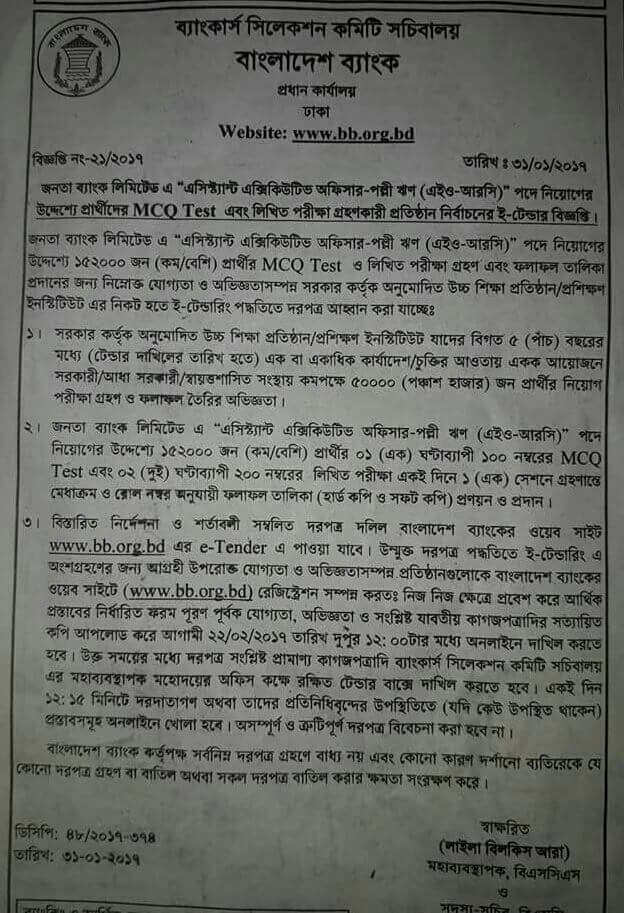 বাংলাদেশ ব্যাংক
ব্যাংকার্স সিলেকশন কমিটি সচিবালয়
বাংলাদেশ ব্যাংক
প্রধান কার্যালয়
ঢাকা
Website: www.bb.org.bd
বিজ্ঞপ্তি নং-২১/২০১৭ তারিখ ঃ ৩১/০১/২০১৭
জনতা ব্যাংক লিমিটেড এ “এসিস্ট্যান্ট এক্সিকিউটিভ অফিসার-পল্লী ঋণ (এইও-আরসি)” পদে নিয়োগের
উদ্দেশ্যে প্রার্থীদের MCQ Test এবং লিখিত পরীক্ষা গ্রহণকারী প্রতিষ্ঠান নির্বাচনের ই-টেন্ডার বিজ্ঞপ্তি।
জনতা ব্যাংক লিমিটেড এ “এসিস্ট্যান্ট এক্সিকিউটিভ অফিসার-পল্লী ঋণ (এইও-আরসি)” পদে নিয়োগের
উদ্দেশ্যে ১৫২০০০ জন (কম/বেশি) প্রার্থীর MCQ Test ও লিখিত পরীক্ষা গ্রহণ এবং ফলাফল তালিকা
প্রদানের জন্য নিম্নোক্ত যোগ্যতা ও অভিজ্ঞতাসম্পন্ন সরকার কর্তৃক অনুমোদিত উচ্চ শিক্ষা প্রতিষ্ঠান/প্রশিক্ষণ
ইনস্টিটিউট এর নিকট হতে ই-টেন্ডারিং পদ্ধতিতে দরপত্র আহ্বান করা যাচ্ছেঃ
১। সরকার কর্তৃক অনুমোদিত উচ্চ শিক্ষা প্রতিষ্ঠান/প্রশিক্ষণ ইনস্টিটিউট যাদের বিগত ৫ (পাঁচ) বছরের
মধ্যে (টেন্ডার দাখিলের তারিখ হতে) এক বা একাধিক কার্যাদেশ/চুক্তির আওতায় একক আয়োজনে
সরকারী/আধা সরকারী/স্বায়ত্তশাসিত সংস্থায় কমপক্ষে ৫০০০০ (পঞ্চাশ হাজার) জন প্রার্থীর নিয়োগ
পরীক্ষা গ্রহণ ও ফলাফল তৈরির অভিজ্ঞতা।
২। জনতা ব্যাংক লিমিটেড এ “এসিস্ট্যান্ট এক্সিকিউটিভ অফিসার-পল্লী ঋণ (এইও-আরসি)” পদে
নিয়োগের উদ্দেশ্যে ১৫২০০০ জন (কম/বেশি) প্রার্থীর ০১ (এক) ঘণ্টাব্যাপী ১০০ নম্বরের MCQ
Test এবং ০২ (দুই) ঘণ্টাব্যাপী ২০০ নম্বরের লিখিত পরীক্ষা একই দিনে ১ (এক) সেশনে গ্রহণান্তে
মেধাক্রম ও রোল নম্বর অনুযায়ী ফলাফল তালিকা (হার্ড কপি ও সফট কপি) প্রণয়ন ও প্রদান।
৩। বিস্তারিত নির্দেশনা ও শর্তাবলী সম্বলিত দরপত্র দলিল বাংলাদেশ ব্যাংকের ওয়েব সাইট
www.bb.org.bd এর e-Tender এ পাওয়া যাবে। উন্মুক্ত দরপত্র পদ্ধতিতে ই-টেন্ডারিং এ
অংশগ্রহণের জন্য আগ্রহী উপরোক্ত যোগ্যতা ও অভিজ্ঞতাসম্পন্ন প্রতিষ্ঠানগুলোকে বাংলাদেশ ব্যাংকের
ওয়েব সাইটে (www.bb.org.bd) রেজিস্ট্রেশন সম্পন্ন করতঃ নিজ নিজ ক্ষেত্রে প্রবেশ করে আর্থিক
প্রস্তাবের নির্ধারিত ফরম পূরণ পূর্বক যোগ্যতা, অভিজ্ঞতা ও সংশ্লিষ্ট যাবতীয় কাগজপত্রাদির সত্যায়িত
কপি আপলোড করে আগামী ২২/০২/২০১৭ তারিখ দুপুর ১২ঃ০০টার মধ্যে অনলাইনে দাখিল করতে
হবে। উক্ত সময়ের মধ্যে দরপত্র সংশ্লিষ্ট প্রামাণ্য কাগজপত্রাদি ব্যাংকার্স সিলেকশন কমিটি সচিবালয়
এর মহাব্যবস্থাপক মহোদয়ের অফিস কক্ষে রক্ষিত টেন্ডার বাক্সে দাখিল করতে হবে। একই দিন
১২ঃ১৫ মিনিটে দরদাতাগণ অথবা তাদের প্রতিনিধিবৃন্দের উপস্থিতিতে (যদি কেউ উপস্থিত থাকেন)
প্রস্তাবসমূহ অনলাইনে খোলা হবে। অসম্পূর্ণ ও ত্রুটিপূর্ণ দরপত্র বিবেচনা করা হবে না।
বাংলাদেশ ব্যাংক কর্তৃপক্ষ সর্বনিম্ন দরপত্র গ্রহণে বাধ্য নয় এবং কোনো কারণ দর্শানো ব্যতিরেকে যে
কোনো দরপত্র গ্রহণ বা বাতিল অথবা সকল দরপত্র বাতিল করার ক্ষমতা সংরক্ষণ করে।
স্বাক্ষরিত
ডিসিপি: ৪৮/২০১৭-৩৭৪
(লাইলা বিলকিস আরা)
তারিখ: ৩১-০১-২০১৭
মহাব্যবস্থাপক, বিএসসিএস
ও